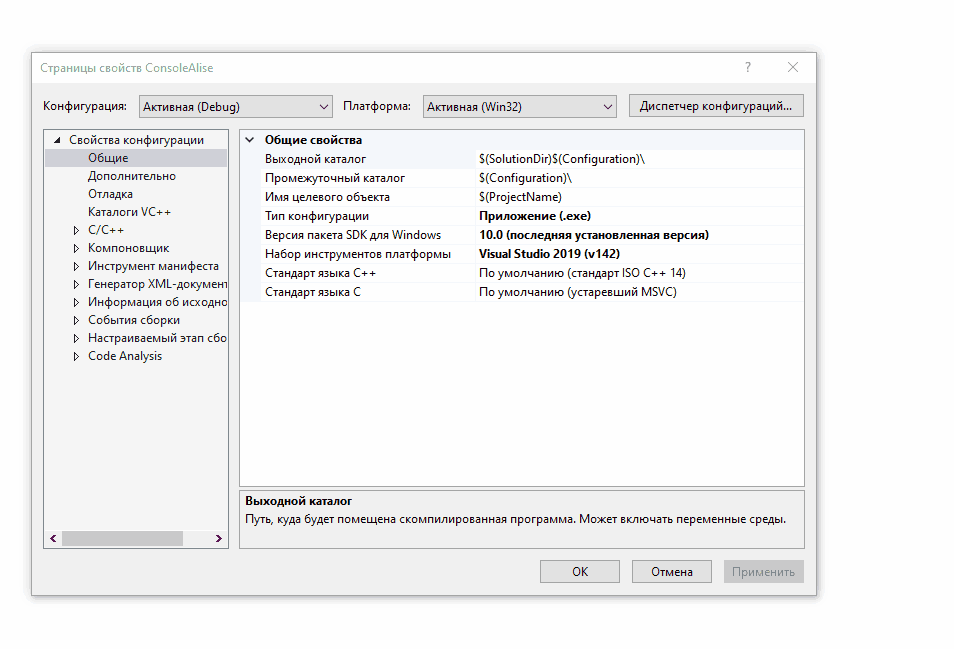 Страницы свойств ConsoleAlise
?
Конфигурация: Активная (Debug) Платформа: Активная (Win32) Диспетчер конфигураций...
Свойства конфигурации
Общие
Дополнительно
Отладка
Каталоги VC++
C/C++
Компоновщик
Инструмент манифеста
Генератор XML-документ
Информация об исходно
События сборки
Настраиваемый этап сбо
Code Analysis
Общие свойства
Выходной каталог $(SolutionDir)$(Configuration)\
Промежуточный каталог $(Configuration)\
Имя целевого объекта $(ProjectName)
Тип конфигурации Приложение (.exe)
Версия пакета SDK для Windows 10.0 (последняя установленная версия)
Набор инструментов платформы Visual Studio 2019 (v142)
Стандарт языка C++ По умолчанию (стандарт ISO C++ 14)
Стандарт языка C По умолчанию (устаревший MSVC)
Выходной каталог
Путь, куда будет помещена скомпилированная программа. Может включать переменные среды.
ОК Отмена Применить